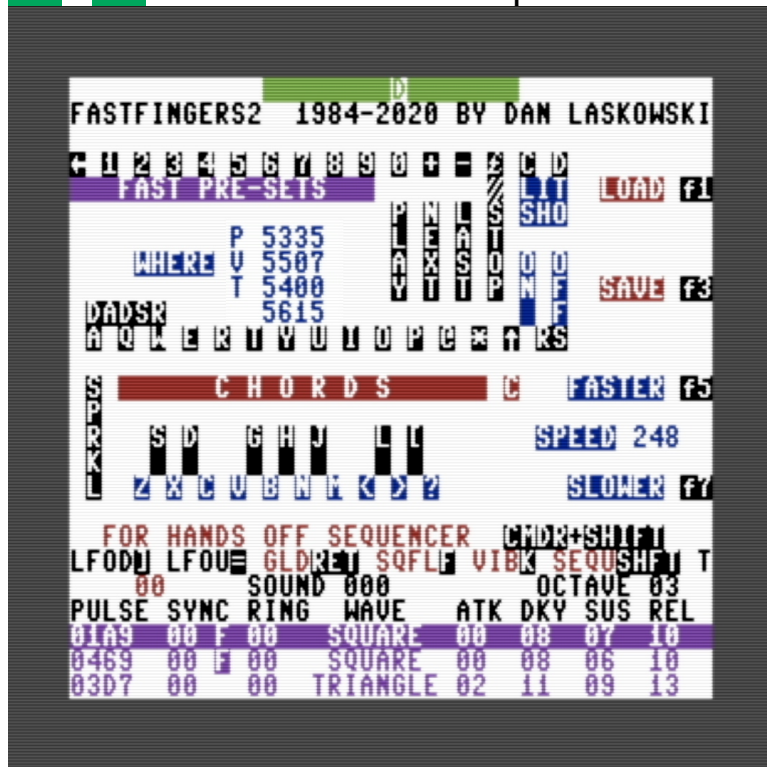 D
FASTFINGERS2 1984-2020 BY DAN LASKOWSKI
← 1 2 3 4 5 6 7 8 9 0 + - £ C D
FAST PRE-SETS // LIT LOAD f1
P N L S SHO
P 5335 L E A T
WHERE V 5507 A X S O O O
T 5400 Y T T P N F SAVE f3
DADSR 5615 F
A Q W E R T Y U I O P C * ↑ RS
S C H O R D S C FASTER f5
P
R S D G H J L [ SPEED 248
K
L Z X C V B N M < > ? SLOWER f7
FOR HANDS OFF SEQUENCER CMDR+SHIFT
LFODJ LFOU= GLDRET SQFLF VIBK SEQUSHFT T
00 SOUND 000 OCTAVE 03
PULSE SYNC RING WAVE ATK DKY SUS REL
01A9 00 F 00 SQUARE 00 08 07 10
0469 00 F 00 SQUARE 00 08 06 10
03D7 00 00 TRIANGLE 02 11 09 13